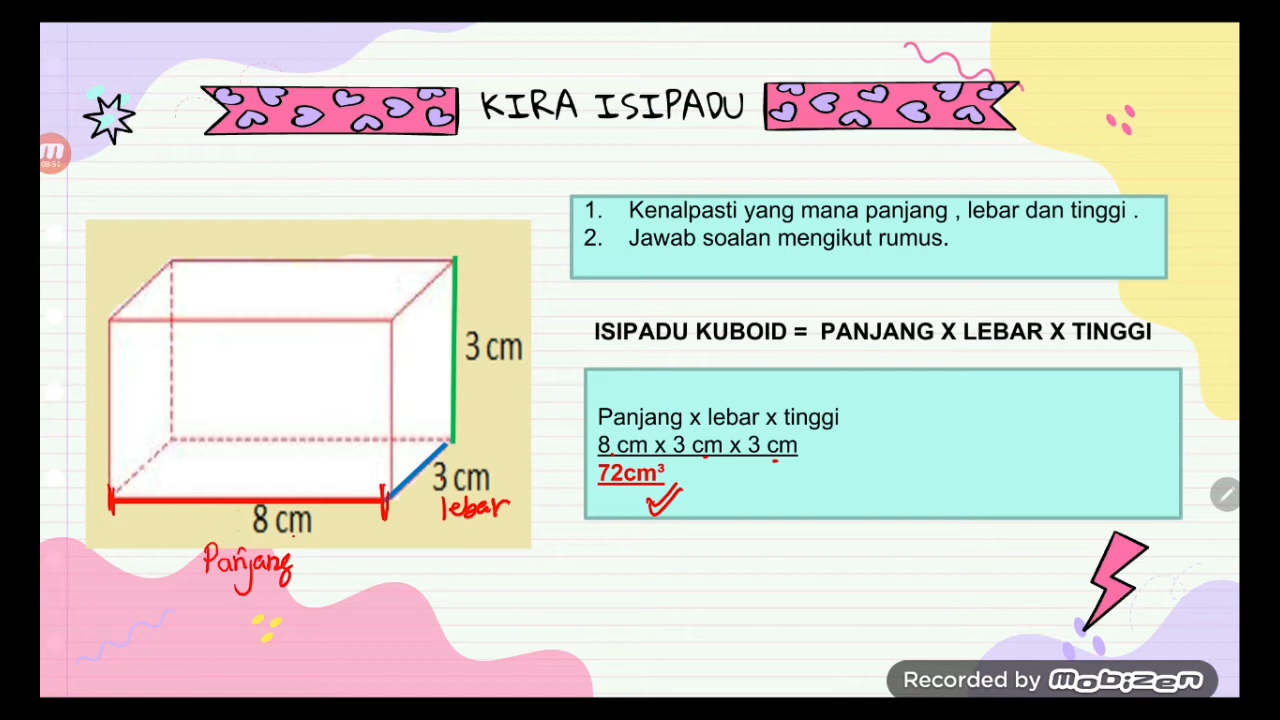 KIRA ISIPADU
08:51
1. Kenalpasti yang mana panjang , lebar dan tinggi .
2. Jawab soalan mengikut rumus.
3 cm
ISIPADU KUBOID = PANJANG X LEBAR X TINGGI
Panjang x lebar x tinggi
8 cm x 3 cm x 3 cm
72cm³
3 cm
lebar
8 cm
Panjang
Recorded by mobizen